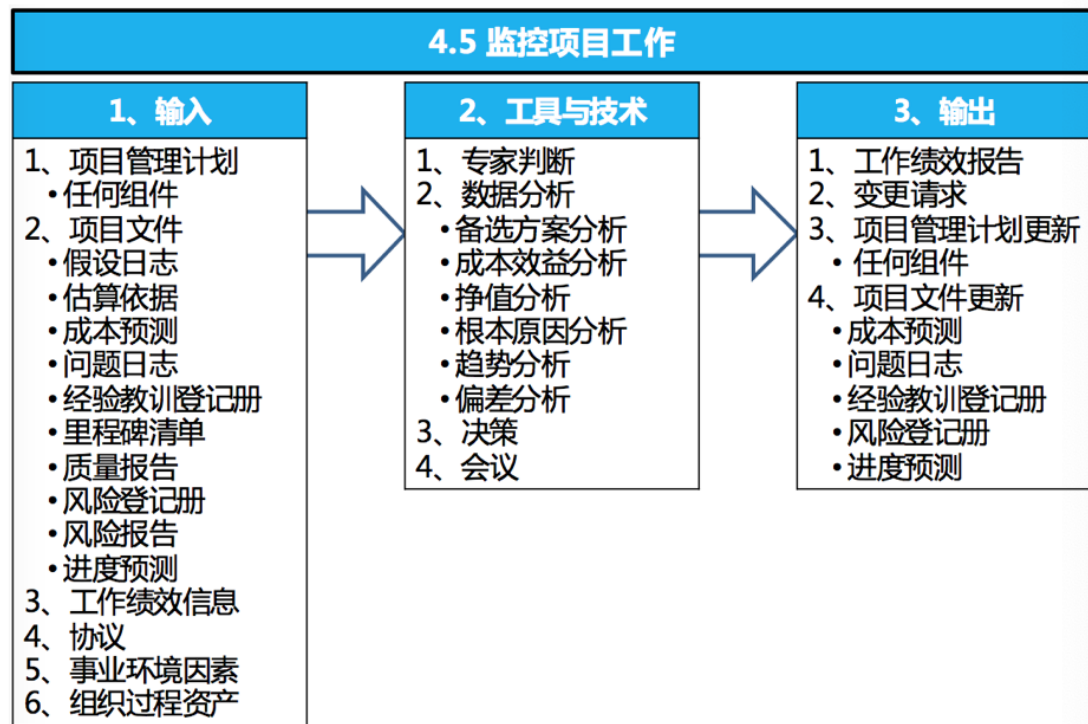 4.5 监控项目工作
1、输入
1、项目管理计划
•任何组件
2、项目文件
•假设日志
•估算依据
•成本预测
•问题日志
•经验教训登记册
•里程碑清单
•质量报告
•风险登记册
•风险报告
•进度预测
3、工作绩效信息
4、协议
5、事业环境因素
6、组织过程资产
2、工具与技术
1、专家判断
2、数据分析
•备选方案分析
•成本效益分析
•挣值分析
•根本原因分析
•趋势分析
•偏差分析
3、决策
4、会议
3、输出
1、工作绩效报告
2、变更请求
3、项目管理计划更新
•任何组件
4、项目文件更新
•成本预测
•问题日志
•经验教训登记册
•风险登记册
•进度预测